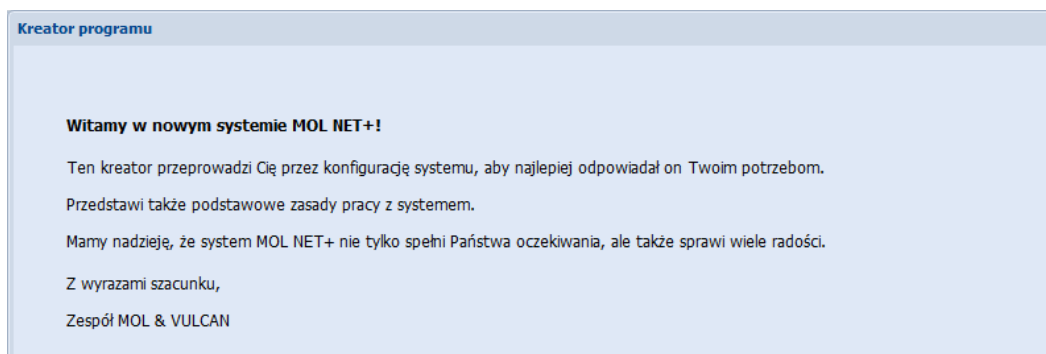 Kreator programu
Witamy w nowym systemie MOL NET+!
Ten kreator przeprowadzi Cię przez konfigurację systemu, aby najlepiej odpowiadał on Twoim potrzebom.
Przedstawi także podstawowe zasady pracy z systemem.
Mamy nadzieję, że system MOL NET+ nie tylko spełni Państwa oczekiwania, ale także sprawi wiele radości.
Z wyrazami szacunku,
Zespół MOL & VULCAN